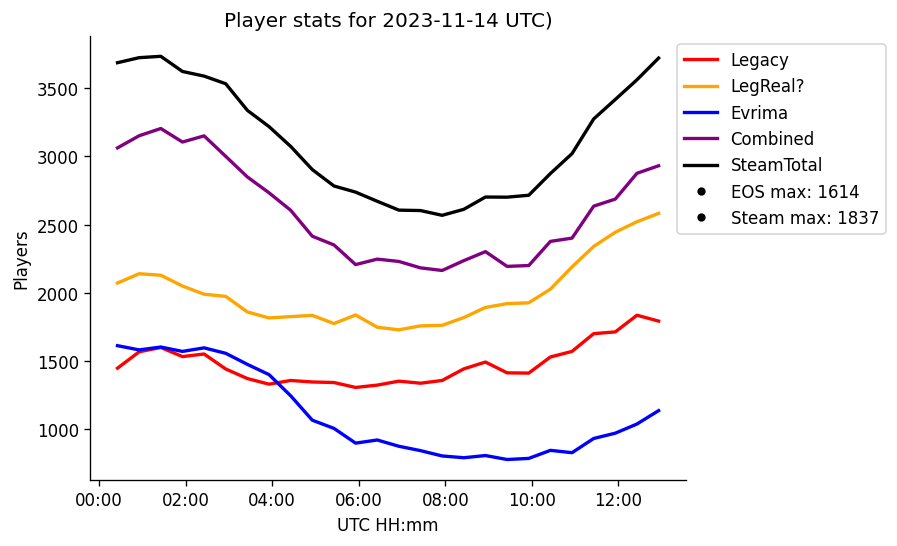 Player stats for 2023-11-14 UTC)
Legacy
LegReal?
Evrima
Combined
SteamTotal
EOS max: 1614
Steam max: 1837
Players
3500
3000
2500
2000
1500
1000
00:00 02:00 04:00 06:00 08:00 10:00 12:00
UTC HH:mm